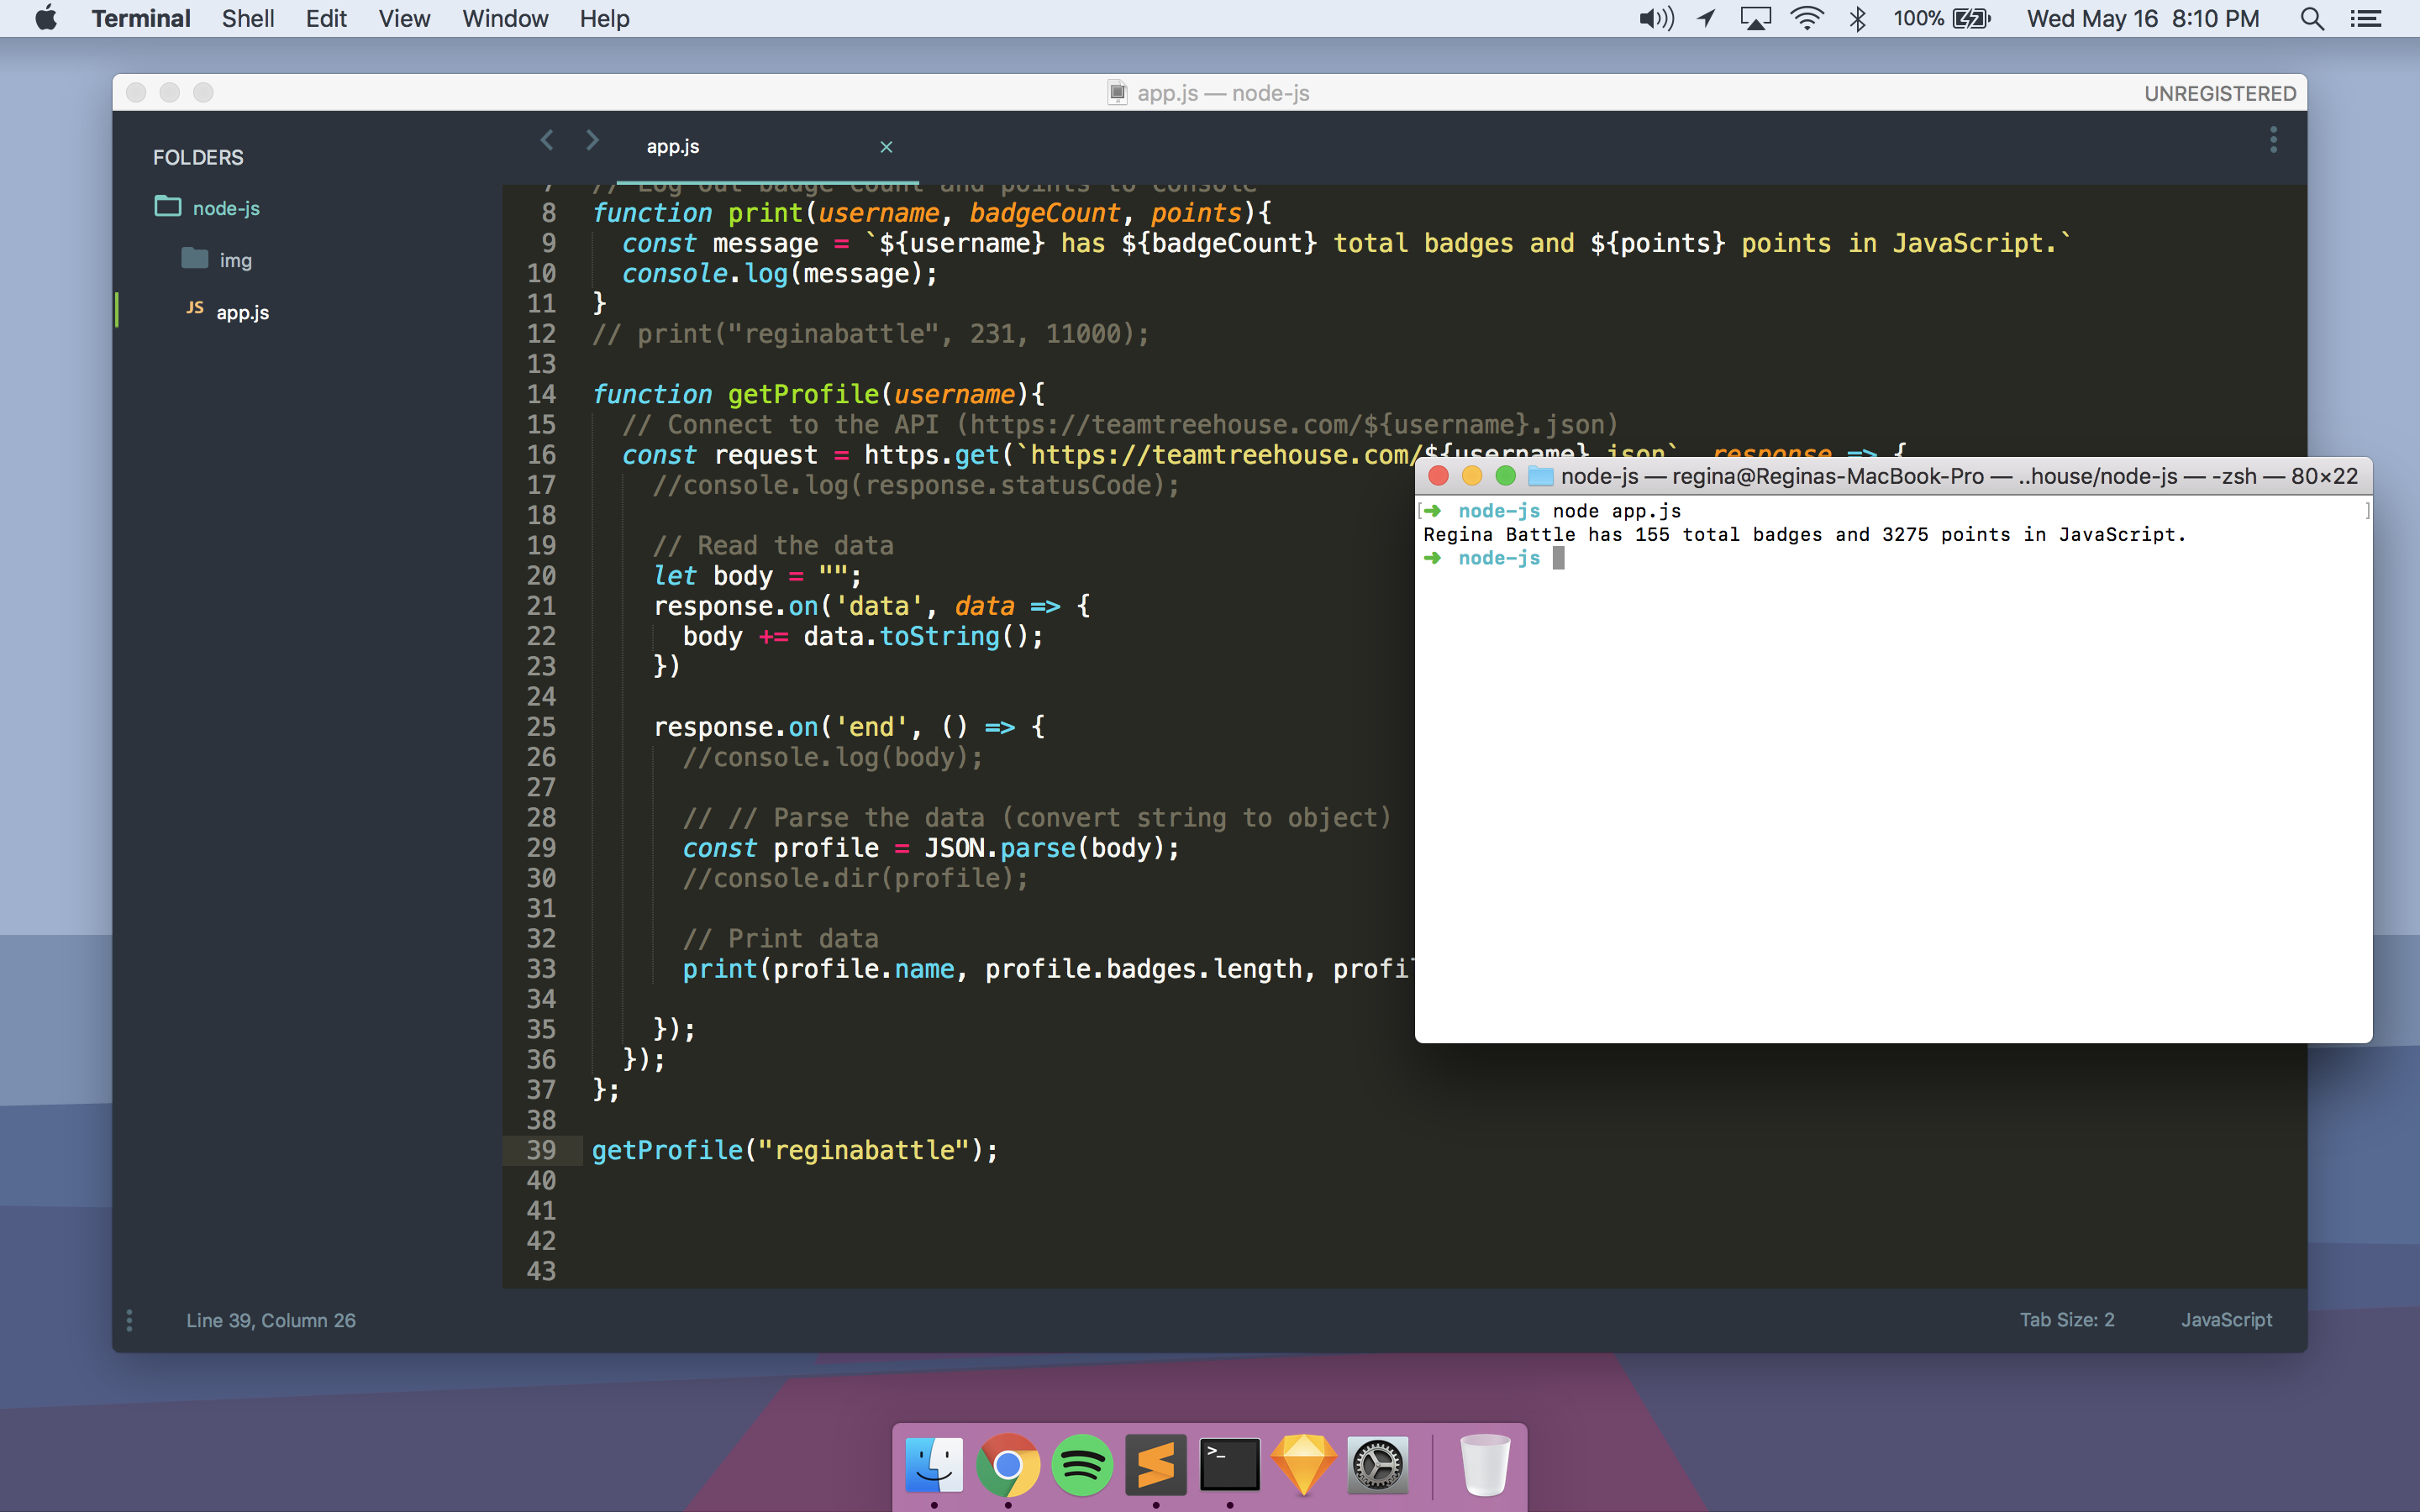 Terminal Shell Edit View Window Help 100% Wed May 16 8:10 PM
app.js — node-js UNREGISTERED
FOLDERS
node-js
img
JS app.js
app.js ×
7 // Log out badge count and points to console
8 function print(username, badgeCount, points){
9 const message = `${username} has ${badgeCount} total badges and ${points} points in JavaScript.`
10 console.log(message);
11 }
12 // print("reginabattle", 231, 11000);
13
14 function getProfile(username){
15 // Connect to the API (https://teamtreehouse.com/${username}.json)
16 const request = https.get(`https://teamtreehouse.com/${username}.json`, response => {
17 //console.log(response.statusCode);
18
19 // Read the data
20 let body = "";
21 response.on('data', data => {
22 body += data.toString();
23 })
24
25 response.on('end', () => {
26 //console.log(body);
27
28 // // Parse the data (convert string to object)
29 const profile = JSON.parse(body);
30 //console.dir(profile);
31
32 // Print data
33 print(profile.name, profile.badges.length, profi
34
35 });
36 });
37 };
38
39 getProfile("reginabattle");
40
41
42
43
Line 39, Column 26 Tab Size: 2 JavaScript
node-js — regina@Reginas-MacBook-Pro — ..house/node-js — -zsh — 80×22
[➜ node-js node app.js ]
Regina Battle has 155 total badges and 3275 points in JavaScript.
➜ node-js
>_